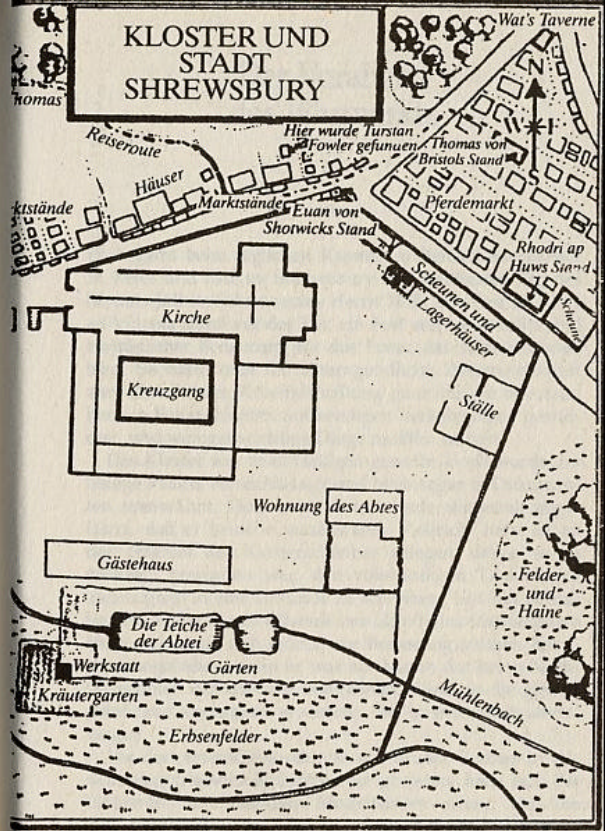 KLOSTER UND
STADT
SHREWSBURY
Wat's Taverne
N
homas
Reiseroute
Hier wurde Turstan
Fowler gefunden
Thomas von
Bristols Stand
Häuser
ktstände
Marktstände
Euan von
Shotwicks Stand
Pferdemarkt
Rhodri ap
Huws Stand
Scheune
Scheunen und
Lagerhäuser
Kirche
Kreuzgang
Ställe
Wohnung des Abtes
Gästehaus
Felder
und
Haine
Die Teiche
der Abtei
Werkstatt
Gärten
Kräutergarten
Mühlenbach
Erbsenfelder